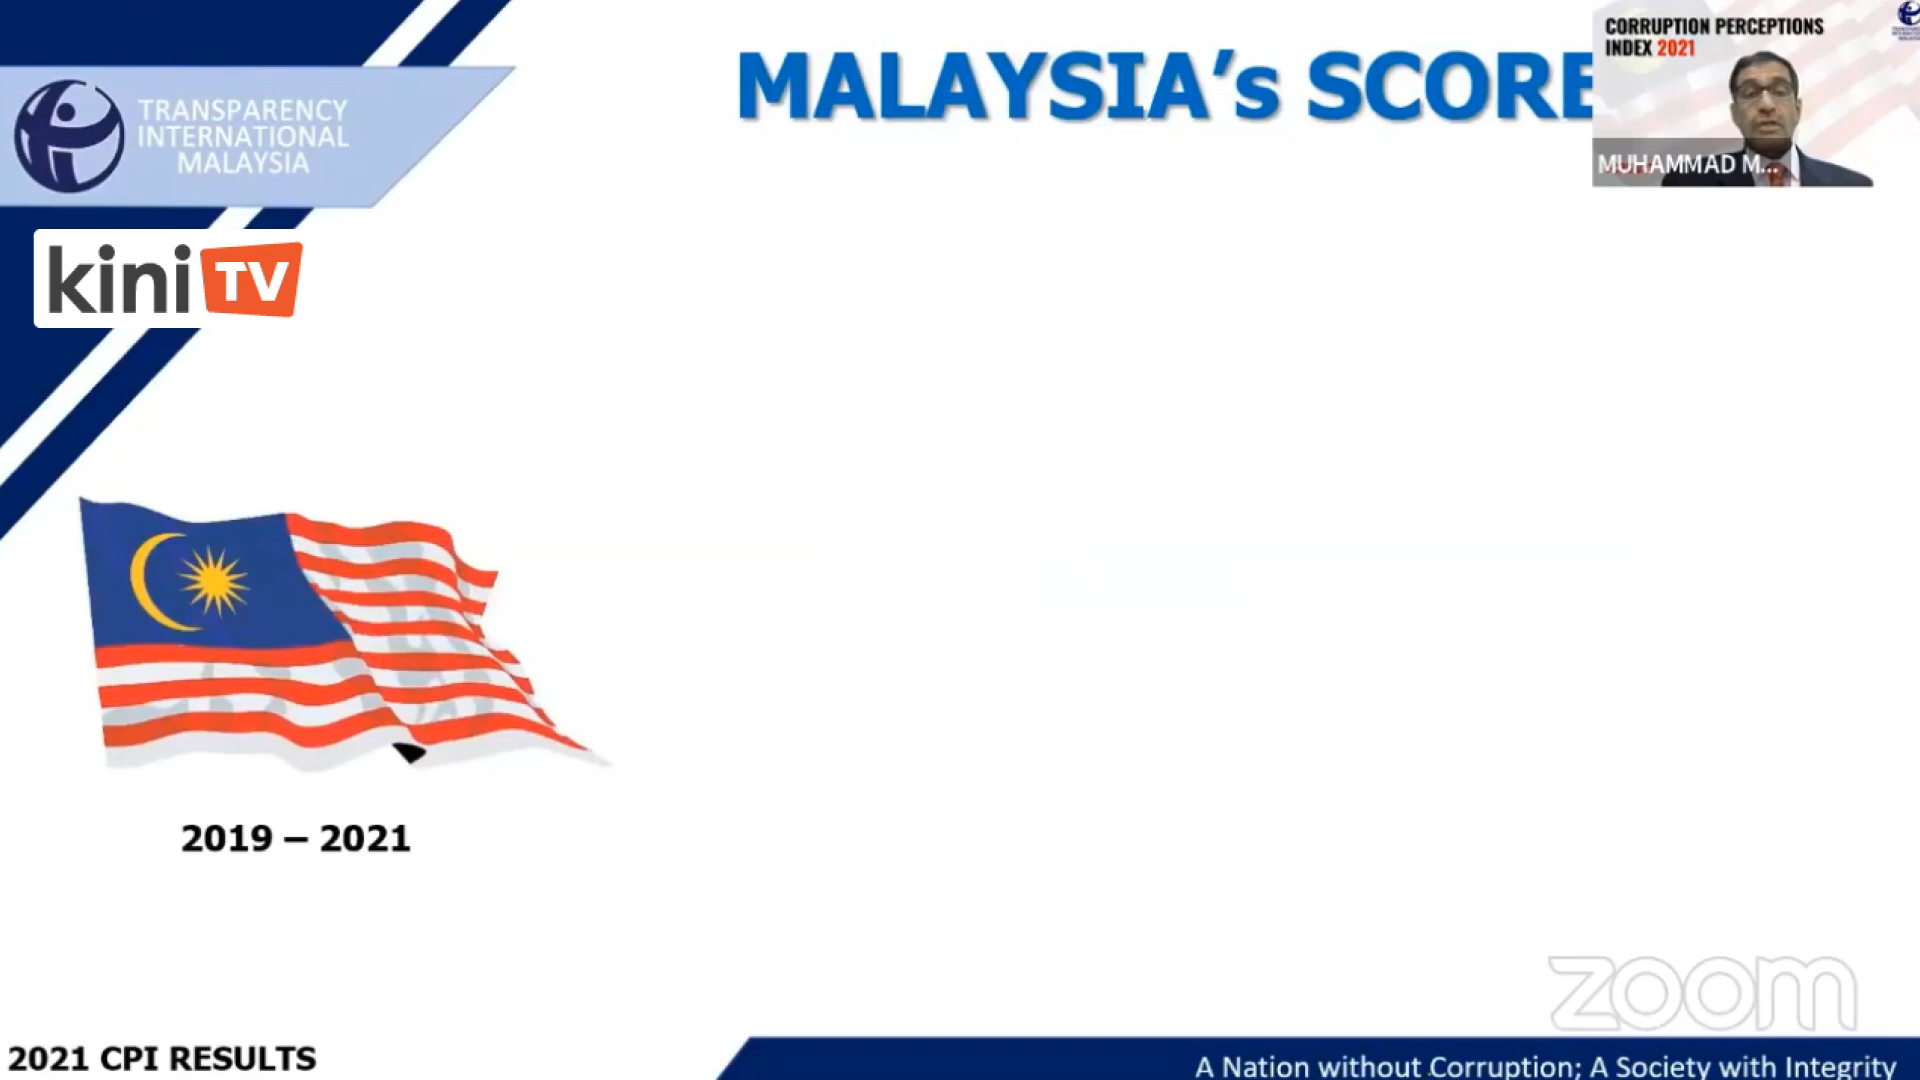 TRANSPARENCY
INTERNATIONAL
MALAYSIA
MALAYSIA's SCORE
CORRUPTION PERCEPTIONS
INDEX 2021
MUHAMMAD M...
kini TV
2019 – 2021
zoom
2021 CPI RESULTS
A Nation without Corruption; A Society with Integrity